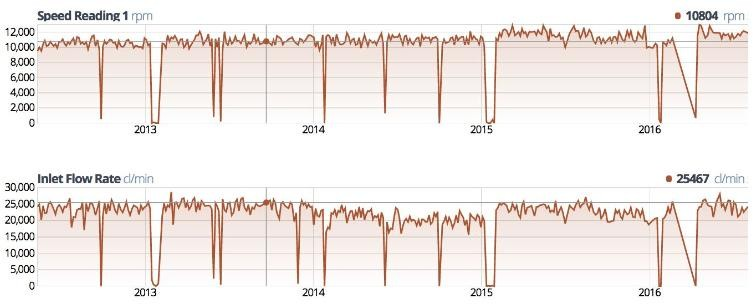 Speed Reading 1 rpm
10804 rpm
12,000
10,000
8,000
6,000
4,000
2,000
0
2013 2014 2015 2016
Inlet Flow Rate cl/min
25467 cl/min
30,000
25,000
20,000
15,000
10,000
5,000
0
2013 2014 2015 2016